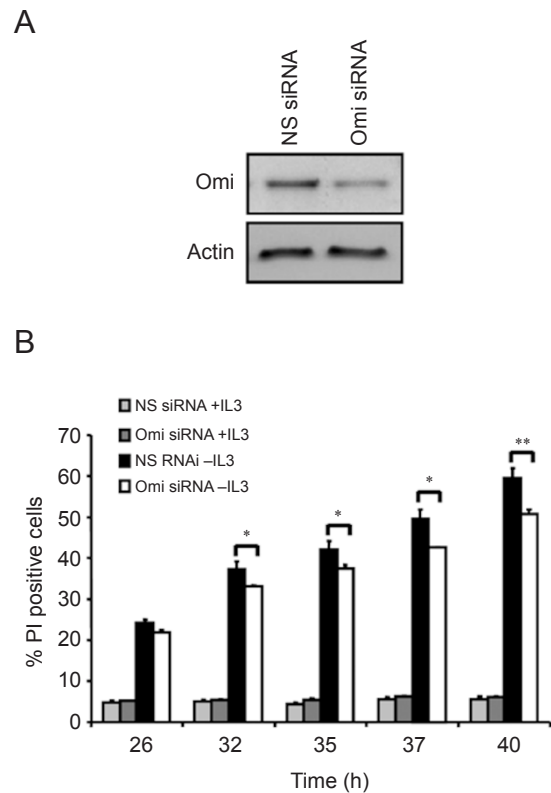 A
NS siRNA
Omi siRNA
Omi
Actin
B
NS siRNA +IL3
Omi siRNA +IL3
NS RNAi –IL3
Omi siRNA –IL3
% PI positive cells
70
60
50
40
30
20
10
0
*
*
*
**
26 32 35 37 40
Time (h)